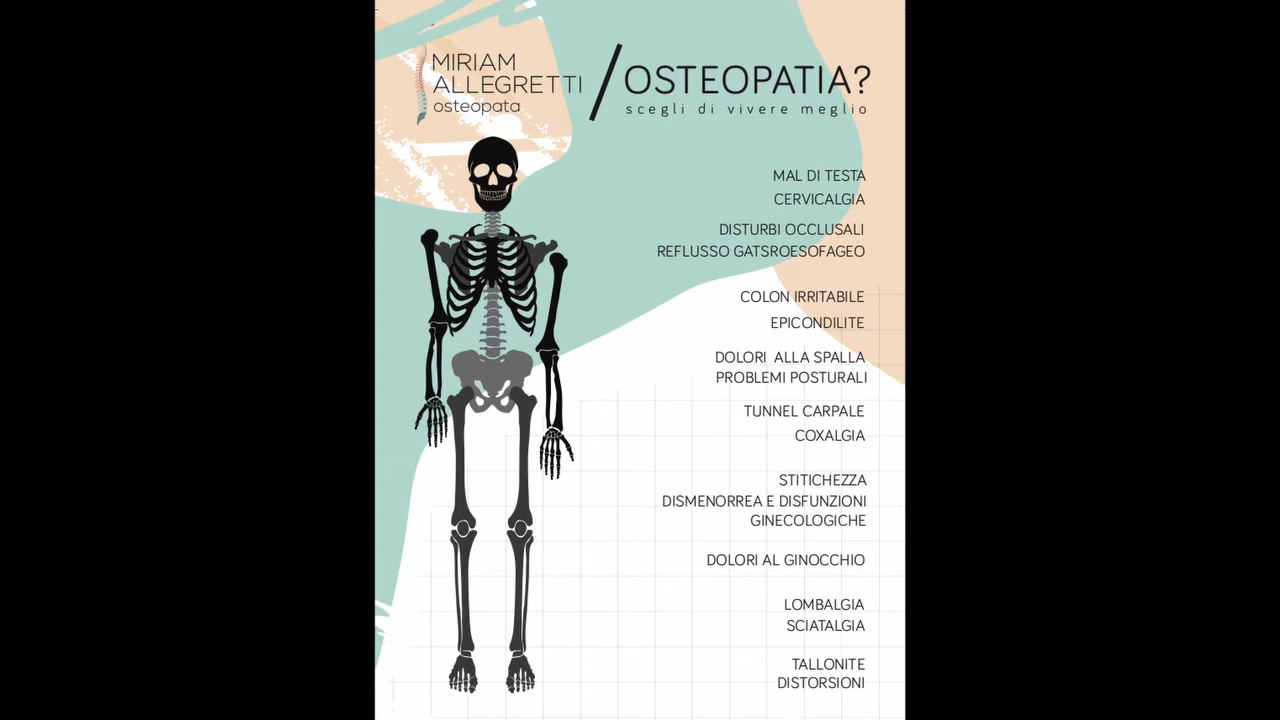 MIRIAM
ALLEGRETTI
osteopata
/OSTEOPATIA?
scegli di vivere meglio
MAL DI TESTA
CERVICALGIA
DISTURBI OCCLUSALI
REFLUSSO GATSROESOFAGEO
COLON IRRITABILE
EPICONDILITE
DOLORI ALLA SPALLA
PROBLEMI POSTURALI
TUNNEL CARPALE
COXALGIA
STITICHEZZA
DISMENORREA E DISFUNZIONI
GINECOLOGICHE
DOLORI AL GINOCCHIO
LOMBALGIA
SCIATALGIA
TALLONITE
DISTORSIONI